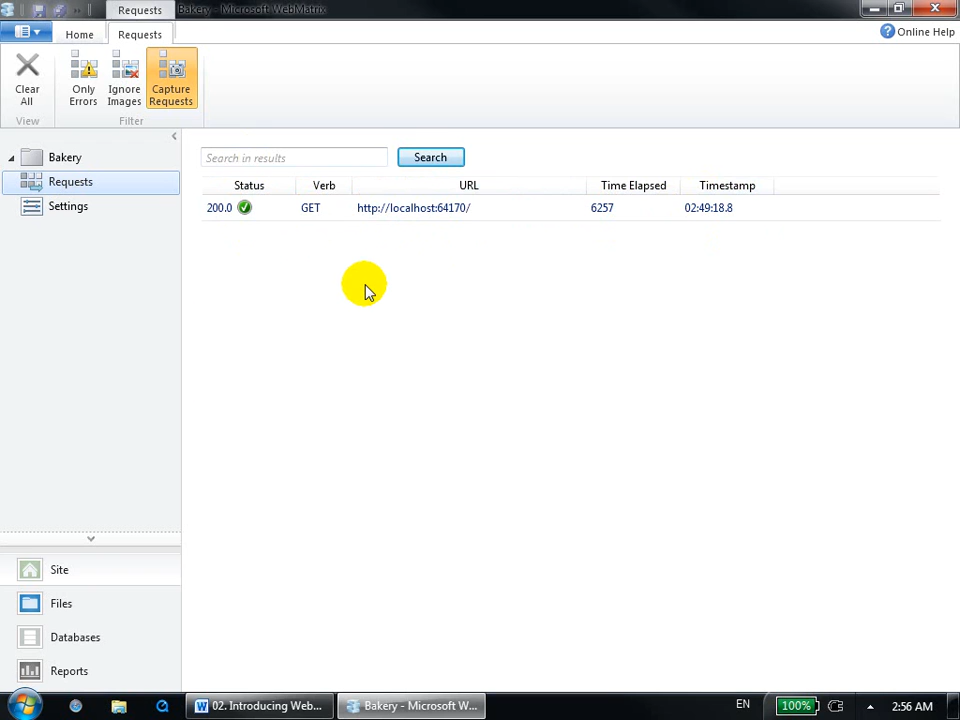 Requests
Bakery - Microsoft WebMatrix
Home
Requests
Online Help
Clear All
Only Errors
Ignore Images
Capture Requests
View
Filter
Bakery
Requests
Settings
Search in results
Search
Status Verb URL Time Elapsed Timestamp
200.0 GET http://localhost:64170/ 6257 02:49:18.8
Site
Files
Databases
Reports
02. Introducing Web...
Bakery - Microsoft W...
EN
100%
2:56 AM